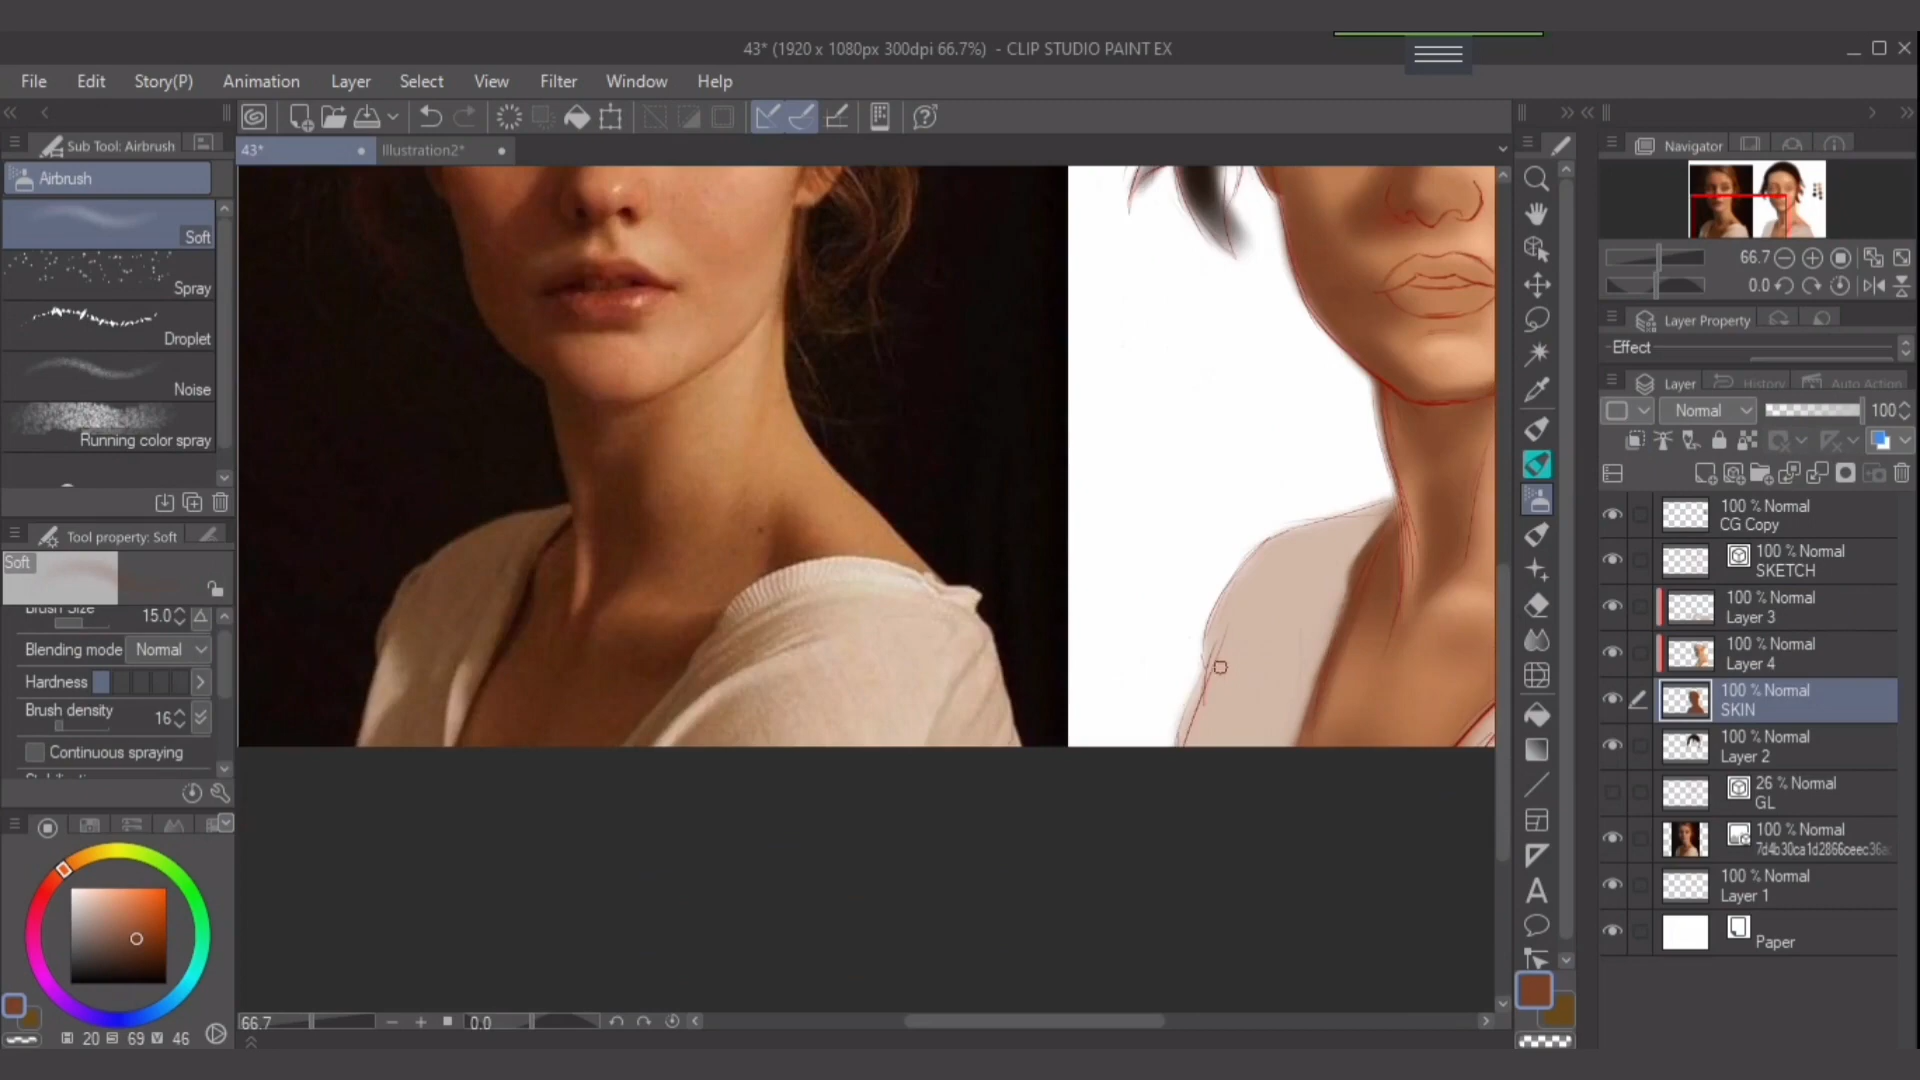 43* (1920 x 1080px 300dpi 66.7%) - CLIP STUDIO PAINT EX
File Edit Story(P) Animation Layer Select View Filter Window Help
Sub Tool: Airbrush
43* Illustration2*
Navigator
Airbrush
Soft
Spray
Droplet
Noise
Running color spray
66.7
0.0
Layer Property
Effect
Layer History Auto Action
Normal 100
Tool property: Soft
Soft
Brush Size 15.0
Blending mode Normal
Hardness
Brush density 16
Continuous spraying
100 % Normal
CG Copy
100 % Normal
SKETCH
100 % Normal
Layer 3
100 % Normal
Layer 4
100 % Normal
SKIN
100 % Normal
Layer 2
26 % Normal
GL
100 % Normal
7d4b30ca1d2866ceec36a
100 % Normal
Layer 1
Paper
66.7 0.0
H 20 S 69 V 46